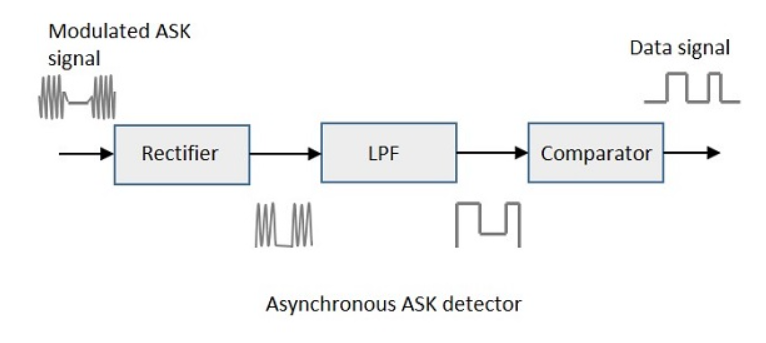 Modulated ASK
signal
Data signal
Rectifier
LPF
Comparator
Asynchronous ASK detector